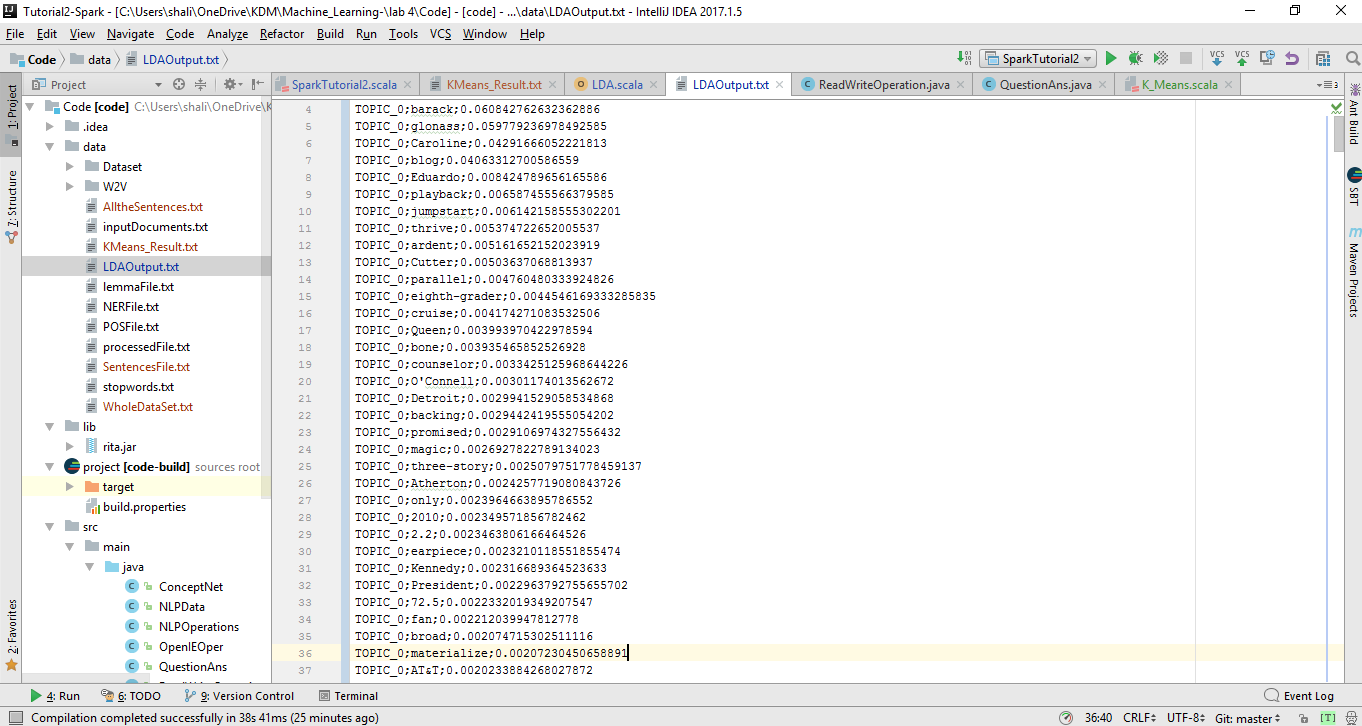 Tutorial2-Spark - [C:\Users\shali\OneDrive\KDM\Machine_Learning-\lab 4\Code] - [code] - ...\data\LDAOutput.txt - IntelliJ IDEA 2017.1.5
File Edit View Navigate Code Analyze Refactor Build Run Tools VCS Window Help
Code data LDAOutput.txt SparkTutorial2 VCS VCS
Project SparkTutorial2.scala KMeans_Result.txt LDA.scala LDAOutput.txt ReadWriteOperation.java QuestionAns.java K_Means.scala
1: Project
7: Structure
2: Favorites
Code [code] C:\Users\shali\OneDrive\K
.idea
data
Dataset
W2V
AlltheSentences.txt
inputDocuments.txt
KMeans_Result.txt
LDAOutput.txt
lemmaFile.txt
NERFile.txt
POSFile.txt
processedFile.txt
SentencesFile.txt
stopwords.txt
WholeDataSet.txt
lib
rita.jar
project [code-build] sources root
target
build.properties
src
main
java
ConceptNet
NLPData
NLPOperations
OpenIEOper
QuestionAns
4 TOPIC_0;barack;0.060842762632362886
5 TOPIC_0;glonass;0.059779236978492585
6 TOPIC_0;Caroline;0.04291666052221813
7 TOPIC_0;blog;0.04063312700586559
8 TOPIC_0;Eduardo;0.008424789656165586
9 TOPIC_0;playback;0.006587455566379585
10 TOPIC_0;jumpstart;0.006142158555302201
11 TOPIC_0;thrive;0.005374722652005537
12 TOPIC_0;ardent;0.005161652152023919
13 TOPIC_0;Cutter;0.00503637068813937
14 TOPIC_0;parallel;0.004760480333924826
15 TOPIC_0;eighth-grader;0.0044546169333285835
16 TOPIC_0;cruise;0.004174271083532506
17 TOPIC_0;Queen;0.003993970422978594
18 TOPIC_0;bone;0.003935465852526928
19 TOPIC_0;counselor;0.0033425125968644226
20 TOPIC_0;O'Connell;0.00301174013562672
21 TOPIC_0;Detroit;0.0029941529058534868
22 TOPIC_0;backing;0.0029442419555054202
23 TOPIC_0;promised;0.0029106974327556432
24 TOPIC_0;magic;0.0026927822789134023
25 TOPIC_0;three-story;0.0025079751778459137
26 TOPIC_0;Atherton;0.0024257719080843726
27 TOPIC_0;only;0.0023964663895786552
28 TOPIC_0;2010;0.002349571856782462
29 TOPIC_0;2.2;0.0023463806166464526
30 TOPIC_0;earpiece;0.0023210118551855474
31 TOPIC_0;Kennedy;0.002316689364523633
32 TOPIC_0;President;0.0022963792755655702
33 TOPIC_0;72.5;0.0022332019349207547
34 TOPIC_0;fan;0.002212039947812778
35 TOPIC_0;broad;0.002074715302511116
36 TOPIC_0;materialize;0.00207230450658891
37 TOPIC_0;AT&T;0.0020233884268027872
Ant Build
SBT
Maven Projects
4: Run 6: TODO 9: Version Control Terminal Event Log
Compilation completed successfully in 38s 41ms (25 minutes ago) 36:40 CRLF UTF-8 Git: master [T]